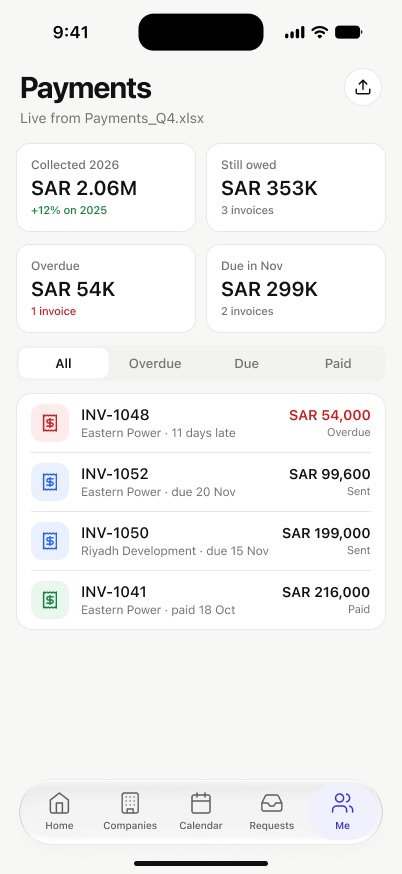 9:41
Payments
Live from Payments_Q4.xlsx
Collected 2026
SAR 2.06M
+12% on 2025
Still owed
SAR 353K
3 invoices
Overdue
SAR 54K
1 invoice
Due in Nov
SAR 299K
2 invoices
All Overdue Due Paid
INV-1048 SAR 54,000
Eastern Power · 11 days late Overdue
INV-1052 SAR 99,600
Eastern Power · due 20 Nov Sent
INV-1050 SAR 199,000
Riyadh Development · due 15 Nov Sent
INV-1041 SAR 216,000
Eastern Power · paid 18 Oct Paid
Home Companies Calendar Requests Me